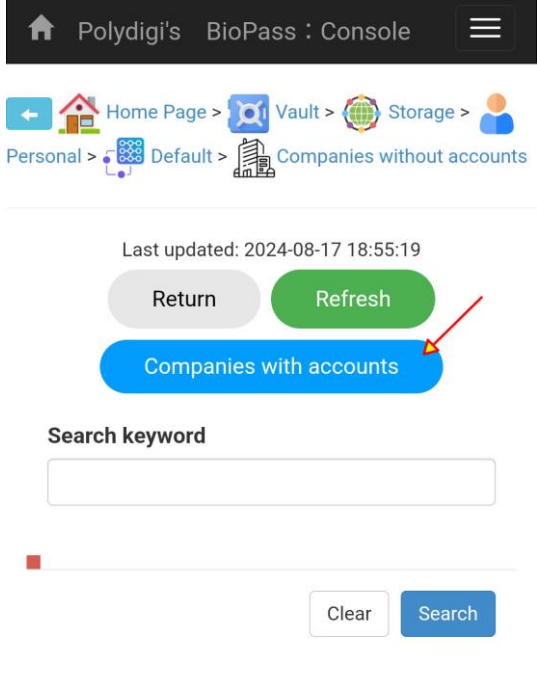 Polydigi's BioPass：Console
Home Page > Vault > Storage >
Personal > Default > Companies without accounts
Last updated: 2024-08-17 18:55:19
Return Refresh
Companies with accounts
Search keyword
Clear Search